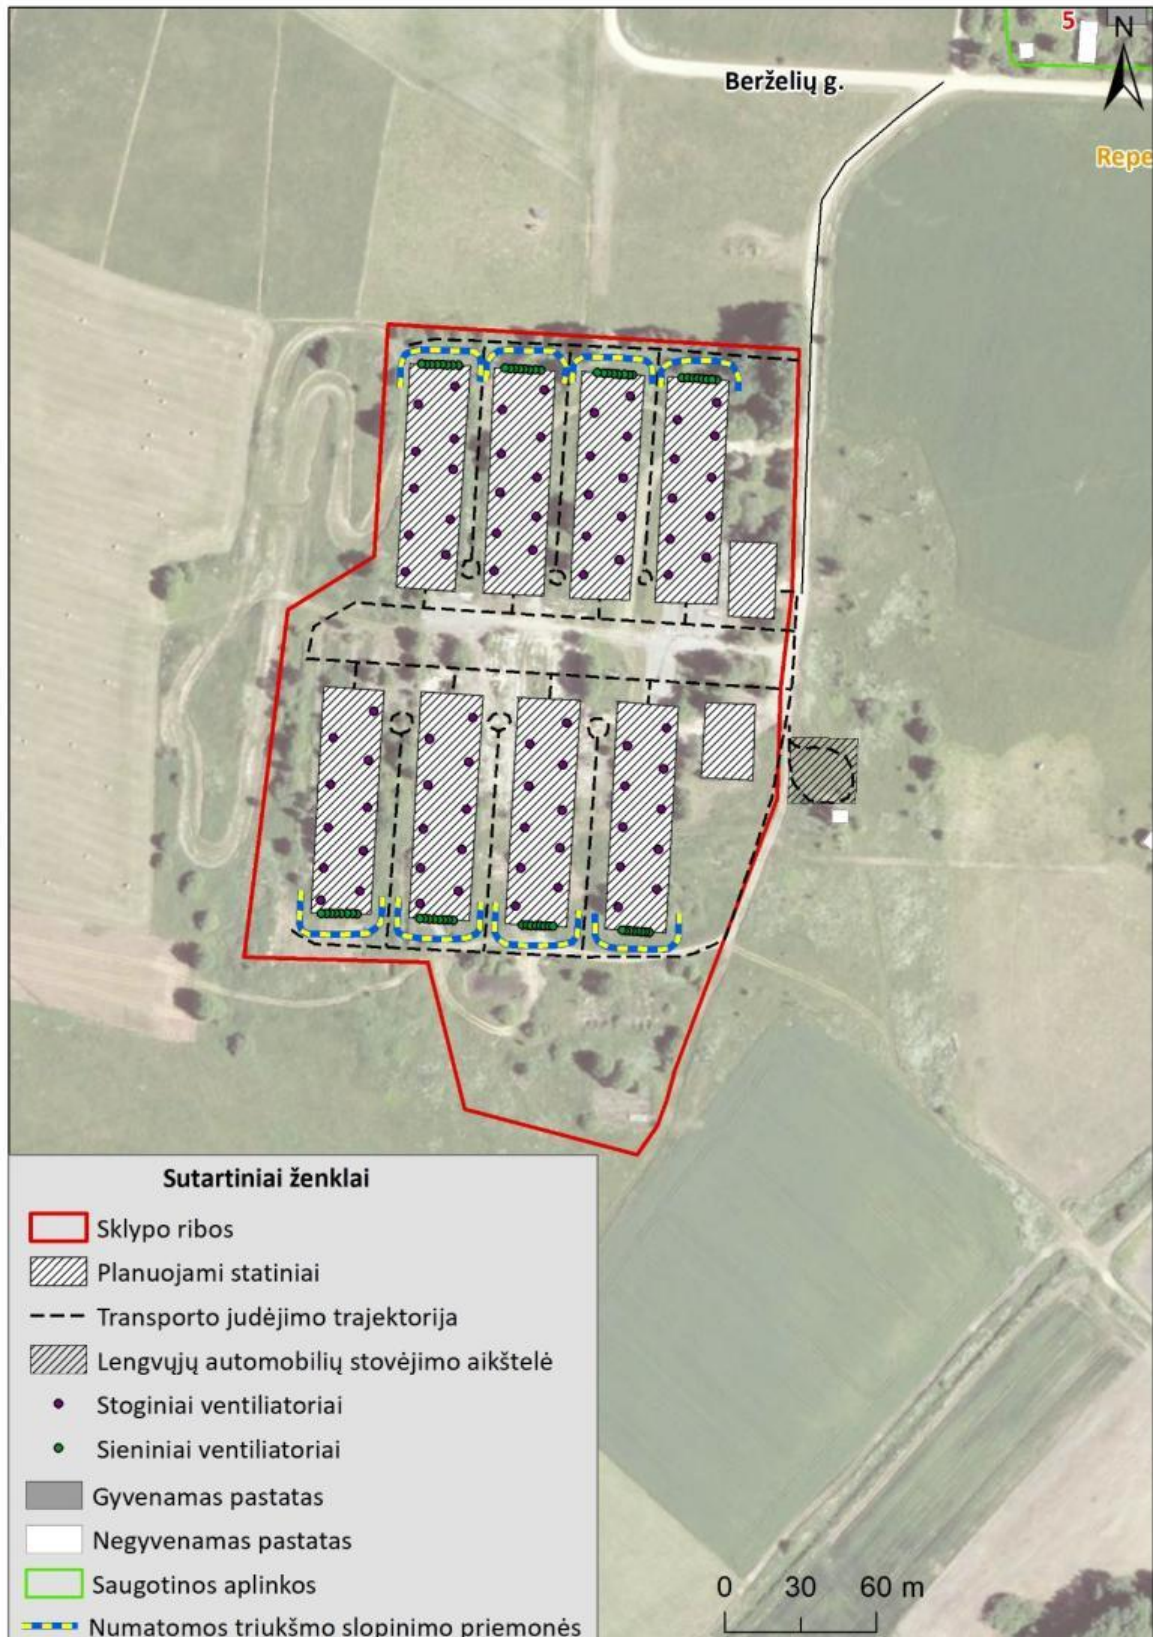 5
N
Berželių g.
Repe
Sutartiniai ženklai
Sklypo ribos
Planuojami statiniai
Transporto judėjimo trajektorija
Lengvųjų automobilių stovėjimo aikštelė
Stoginiai ventiliatoriai
Sieniniai ventiliatoriai
Gyvenamas pastatas
Negyvenamas pastatas
Saugotinos aplinkos
Numatomos triukšmo slopinimo priemonės
0 30 60 m